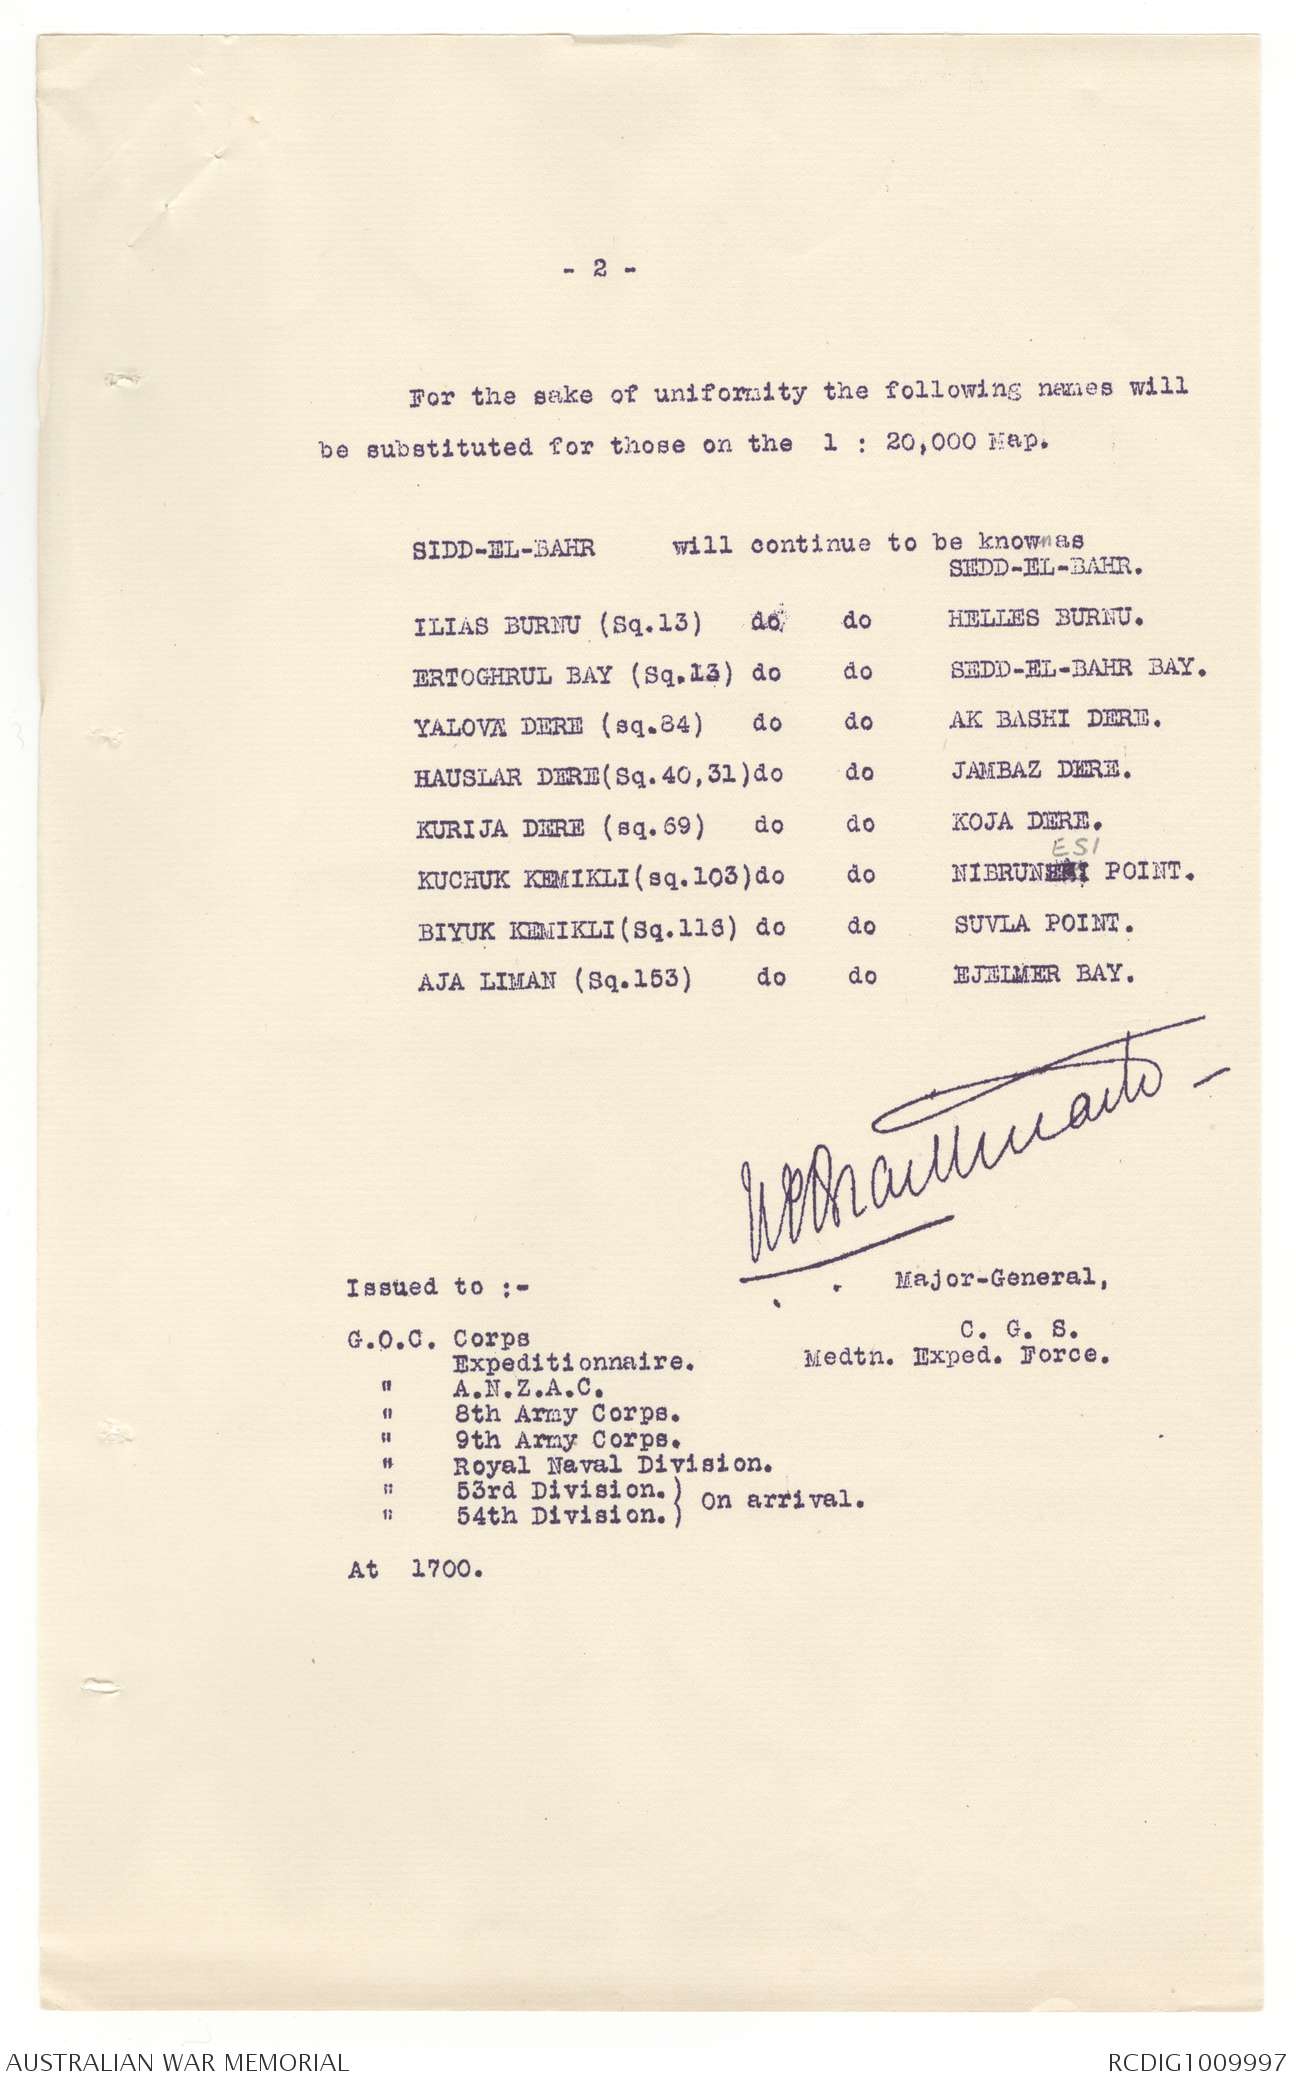 - 2 -
For the sake of uniformity the following names will
be substituted for those on the 1 : 20,000 Map.
SIDD-EL-BAHR will continue to be known as
SEDD-EL-BAHR.
ILIAS BURNU (Sq.13) do do HELLES BURNU.
ERTOGHRUL BAY (Sq.13) do do SEDD-EL-BAHR BAY.
YALOVA DERE (sq.84) do do AK BASHI DERE.
HAUSLAR DERE(Sq.40,31)do do JAMBAZ DERE.
KURIJA DERE (sq.69) do do KOJA DERE.
ESI
KUCHUK KEMIKLI(sq.103)do do NIBRUN POINT.
BIYUK KEMIKLI(Sq.116) do do SUVLA POINT.
AJA LIMAN (Sq.153) do do EJELMER BAY.
Issued to :- Major-General,
G.O.C. Corps C. G. S.
Expeditionnaire. Medtn. Exped. Force.
" A.N.Z.A.C.
" 8th Army Corps.
" 9th Army Corps.
" Royal Naval Division.
" 53rd Division.)
" 54th Division.) On arrival.
At 1700.
AUSTRALIAN WAR MEMORIAL RCDIG1009997